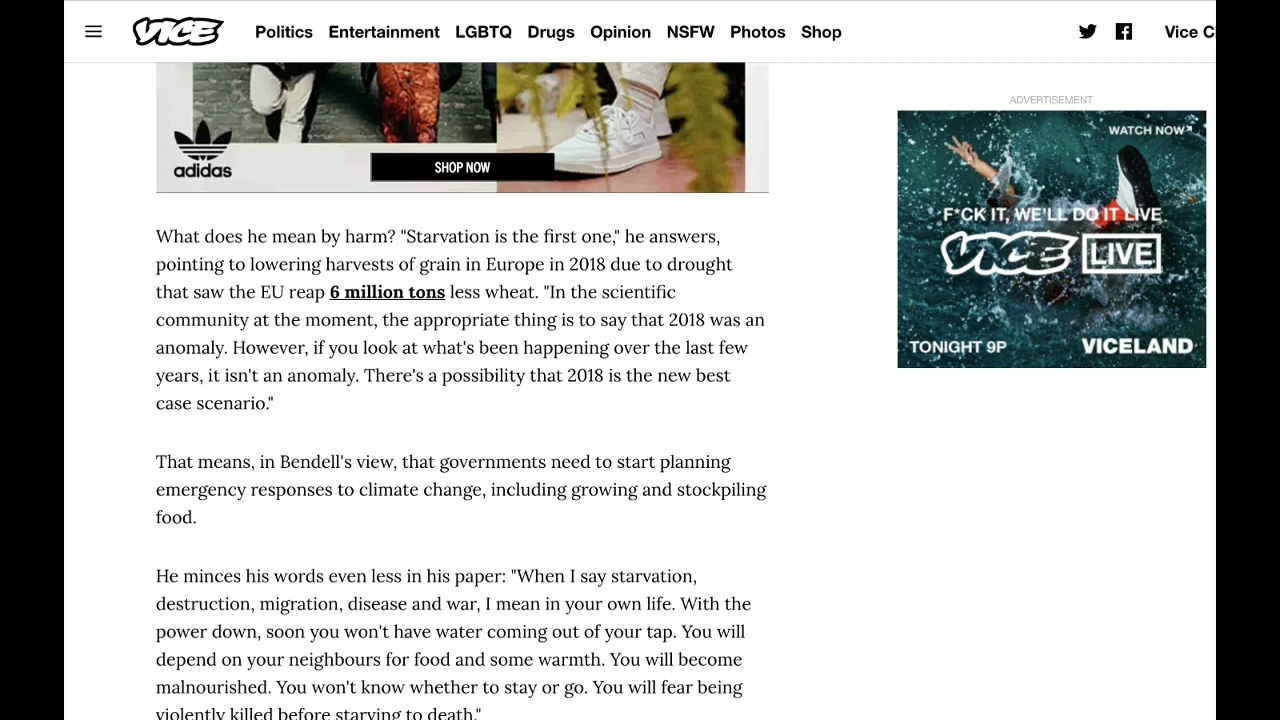 VICE
Politics Entertainment LGBTQ Drugs Opinion NSFW Photos Shop
Vice C
adidas
SHOP NOW
What does he mean by harm? "Starvation is the first one," he answers,
pointing to lowering harvests of grain in Europe in 2018 due to drought
that saw the EU reap 6 million tons less wheat. "In the scientific
community at the moment, the appropriate thing is to say that 2018 was an
anomaly. However, if you look at what's been happening over the last few
years, it isn't an anomaly. There's a possibility that 2018 is the new best
case scenario."
That means, in Bendell's view, that governments need to start planning
emergency responses to climate change, including growing and stockpiling
food.
He minces his words even less in his paper: "When I say starvation,
destruction, migration, disease and war, I mean in your own life. With the
power down, soon you won't have water coming out of your tap. You will
depend on your neighbours for food and some warmth. You will become
malnourished. You won't know whether to stay or go. You will fear being
violently killed before starving to death."
ADVERTISEMENT
WATCH NOW
F*CK IT, WE'LL DO IT LIVE
VICE LIVE
TONIGHT 9P VICELAND